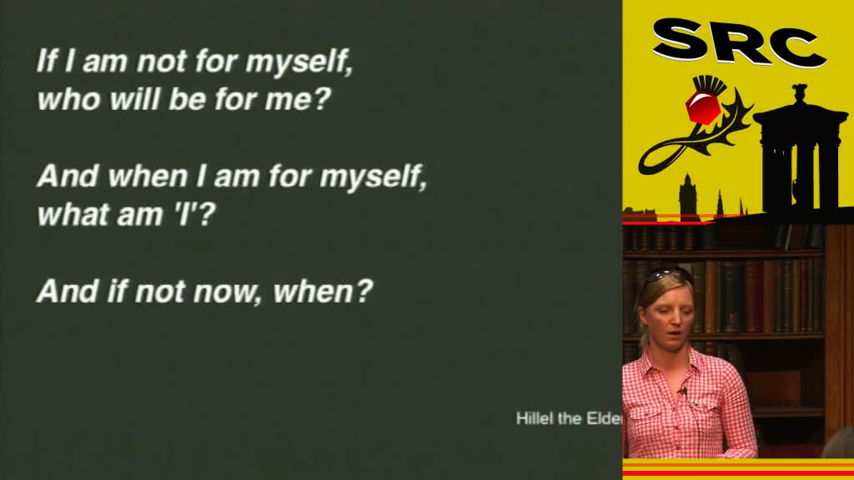 If I am not for myself,
who will be for me?
And when I am for myself,
what am 'I'?
And if not now, when?
Hillel the Elde
SRC